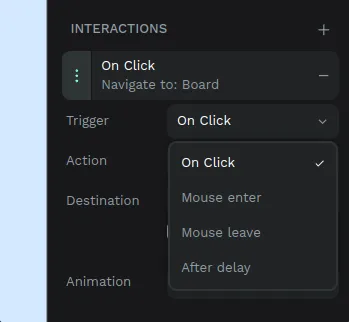 INTERACTIONS
On Click
Navigate to: Board
Trigger
On Click
Action
On Click
Mouse enter
Destination
Mouse leave
After delay
Animation